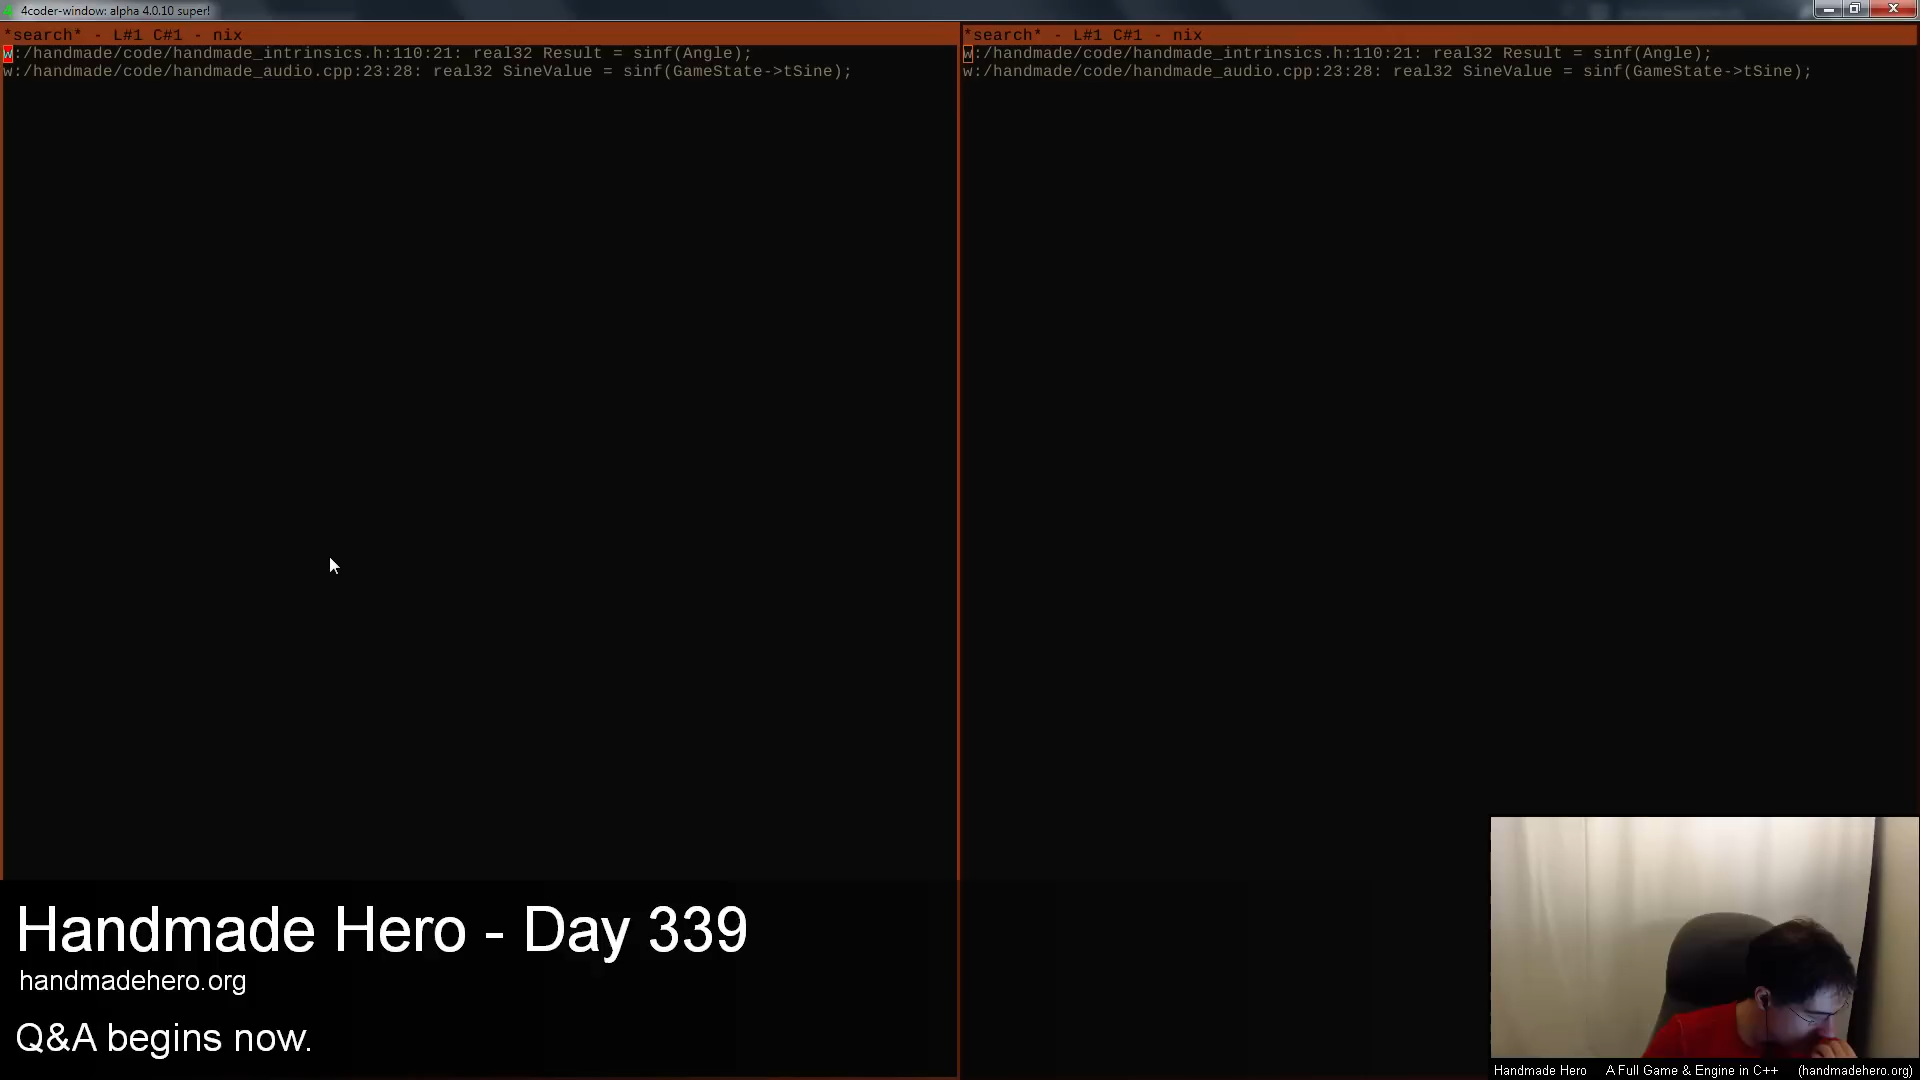 4coder-window: alpha 4.0.10 super!
*search* - L#1 C#1 - nix
w:/handmade/code/handmade_intrinsics.h:110:21: real32 Result = sinf(Angle);
w:/handmade/code/handmade_audio.cpp:23:28: real32 SineValue = sinf(GameState->tSine);
*search* - L#1 C#1 - nix
w:/handmade/code/handmade_intrinsics.h:110:21: real32 Result = sinf(Angle);
w:/handmade/code/handmade_audio.cpp:23:28: real32 SineValue = sinf(GameState->tSine);
Handmade Hero - Day 339
handmadehero.org
Q&A begins now.
Handmade Hero A Full Game & Engine in C++ (handmadehero.org)